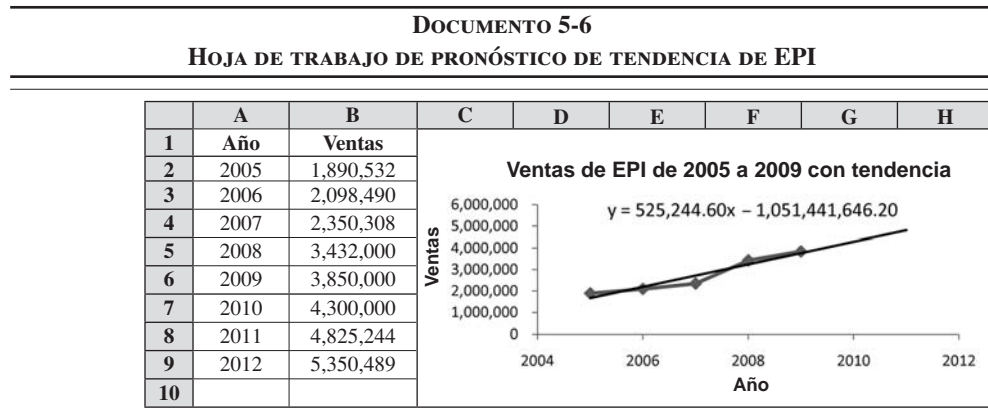 DOCUMENTO 5-6
HOJA DE TRABAJO DE PRONÓSTICO DE TENDENCIA DE EPI
A B C D E F G H
1 Año Ventas
2 2005 1,890,532
3 2006 2,098,490
4 2007 2,350,308
5 2008 3,432,000
6 2009 3,850,000
7 2010 4,300,000
8 2011 4,825,244
9 2012 5,350,489
10
Ventas de EPI de 2005 a 2009 con tendencia
y = 525,244.60x − 1,051,441,646.20
Ventas
6,000,000
5,000,000
4,000,000
3,000,000
2,000,000
1,000,000
0
2004 2006 2008 2010 2012
Año